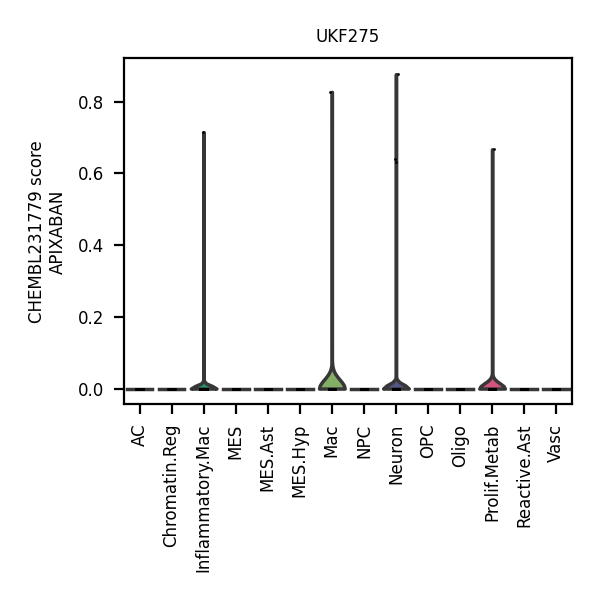 UKF275
CHEMBL231779 score
APIXABAN
0.8
0.6
0.4
0.2
0.0
AC
Chromatin.Reg
Inflammatory.Mac
MES
MES.Ast
MES.Hyp
Mac
NPC
Neuron
OPC
Oligo
Prolif.Metab
Reactive.Ast
Vasc